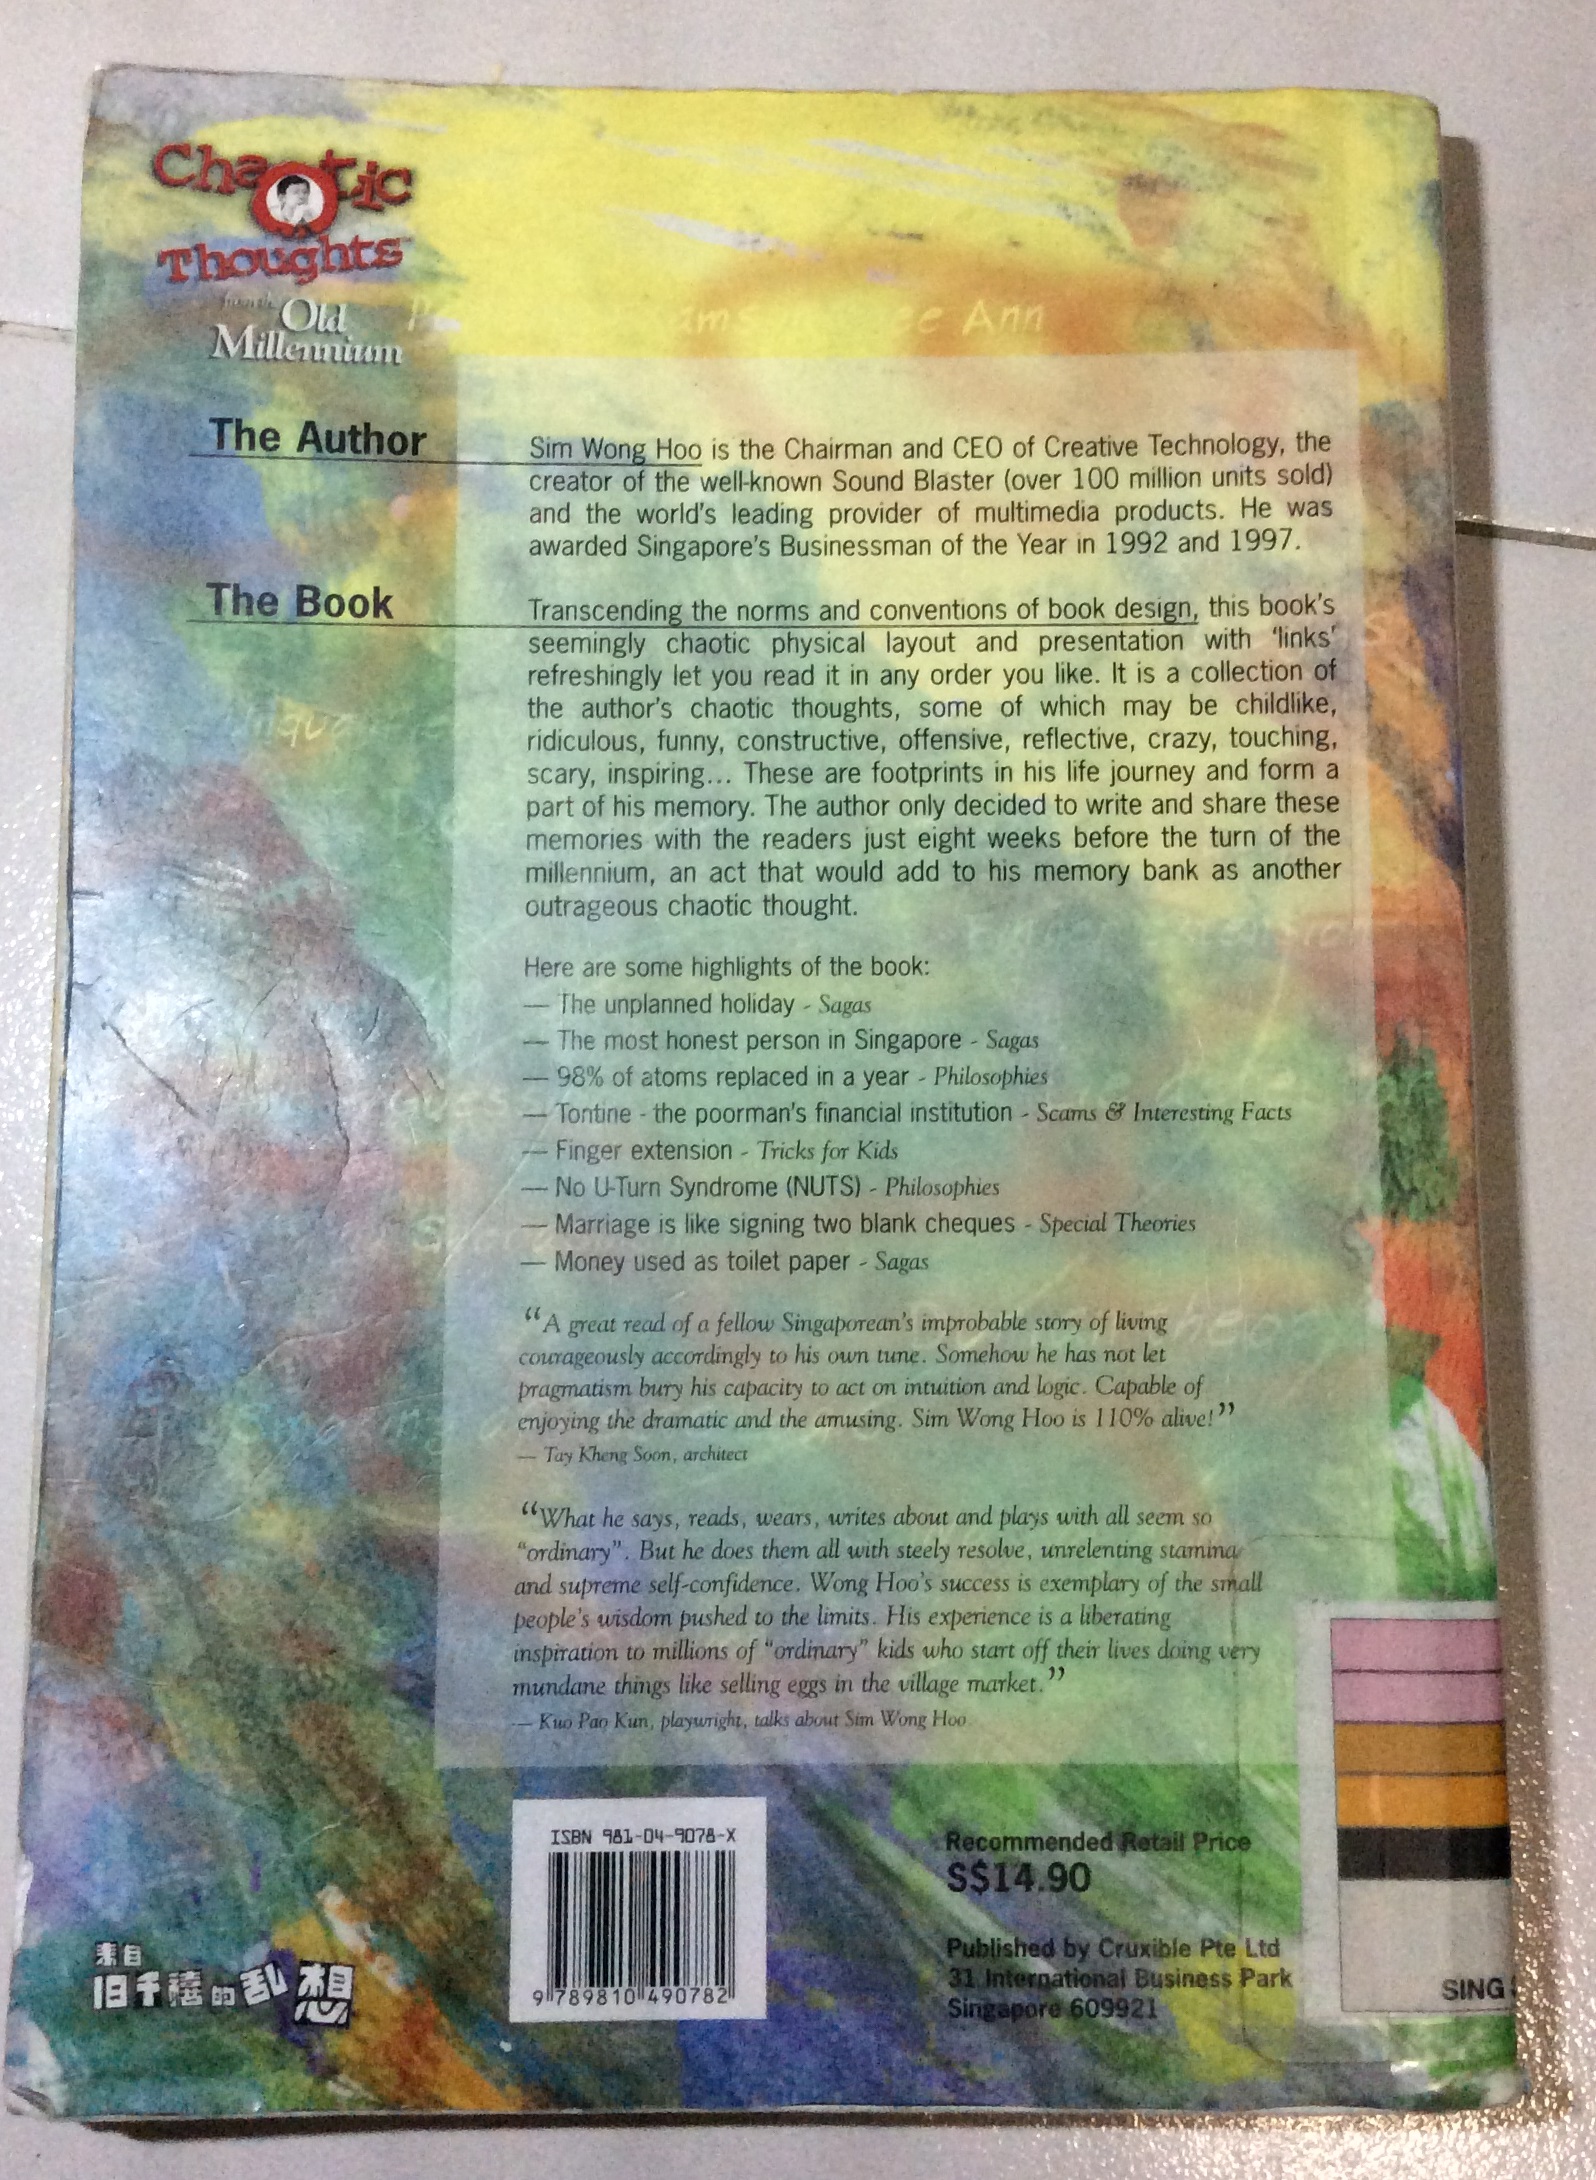 Chaotic
Thoughts
from the
Old
Millennium
Ann
The Author
Sim Wong Hoo is the Chairman and CEO of Creative Technology, the
creator of the well-known Sound Blaster (over 100 million units sold)
and the world's leading provider of multimedia products. He was
awarded Singapore's Businessman of the Year in 1992 and 1997.
The Book
Transcending the norms and conventions of book design, this book's
seemingly chaotic physical layout and presentation with 'links'
refreshingly let you read it in any order you like. It is a collection of
the author's chaotic thoughts, some of which may be childlike,
ridiculous, funny, constructive, offensive, reflective, crazy, touching,
scary, inspiring... These are footprints in his life journey and form a
part of his memory. The author only decided to write and share these
memories with the readers just eight weeks before the turn of the
millennium, an act that would add to his memory bank as another
outrageous chaotic thought.
Here are some highlights of the book:
— The unplanned holiday - Sagas
— The most honest person in Singapore - Sagas
— 98% of atoms replaced in a year - Philosophies
— Tontine - the poorman's financial institution - Scams & Interesting Facts
— Finger extension - Tricks for Kids
— No U-Turn Syndrome (NUTS) - Philosophies
— Marriage is like signing two blank cheques - Special Theories
— Money used as toilet paper - Sagas
“A great read of a fellow Singaporean's improbable story of living
courageously accordingly to his own tune. Somehow he has not let
pragmatism bury his capacity to act on intuition and logic. Capable of
enjoying the dramatic and the amusing. Sim Wong Hoo is 110% alive!”
— Tay Kheng Soon, architect
“What he says, reads, wears, writes about and plays with all seem so
“ordinary”. But he does them all with steely resolve, unrelenting stamina
and supreme self-confidence. Wong Hoo's success is exemplary of the small
people's wisdom pushed to the limits. His experience is a liberating
inspiration to millions of “ordinary” kids who start off their lives doing very
mundane things like selling eggs in the village market.”
— Kuo Pao Kun, playwright, talks about Sim Wong Hoo
ISBN 981-04-9078-X
9 789810 490782
Recommended Retail Price
S$14.90
Published by Cruxible Pte Ltd
31 International Business Park
Singapore 609921
SING
来自
旧千禧的乱想